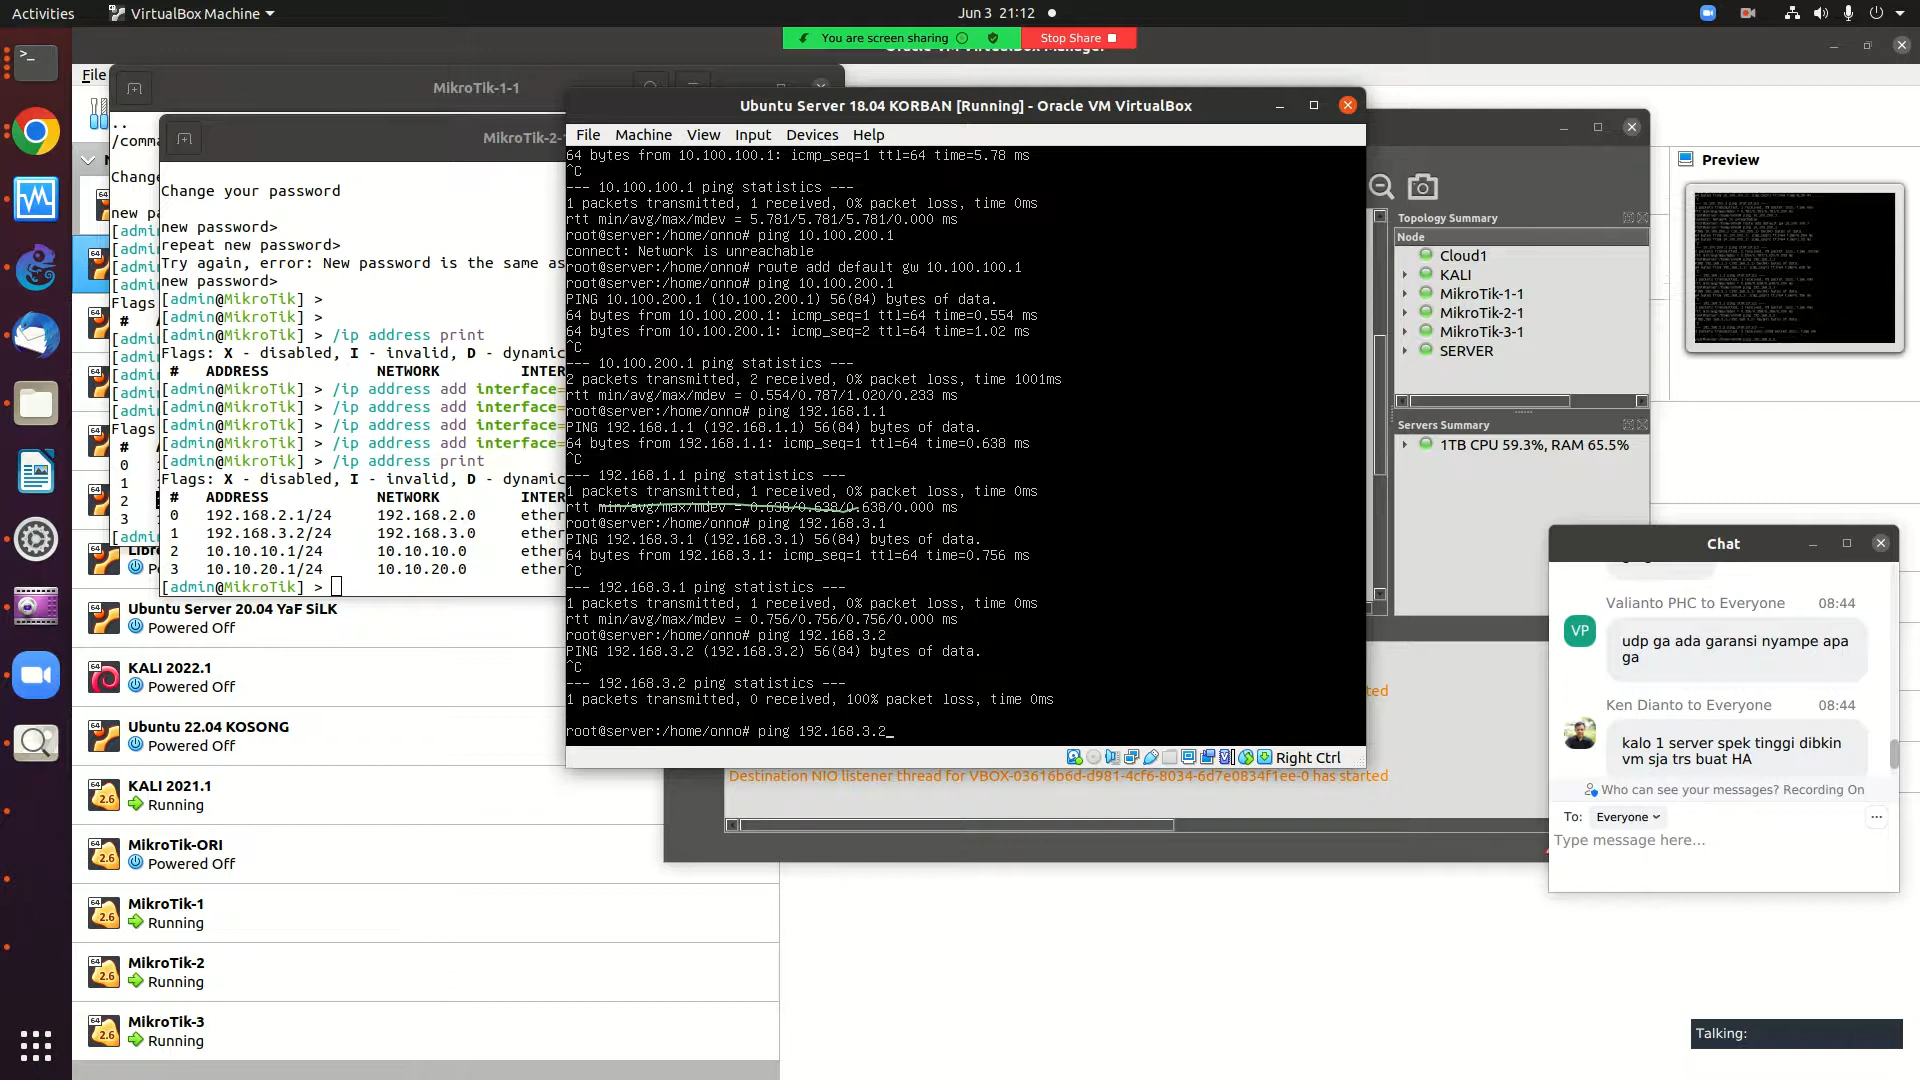 Activities
VirtualBox Machine
Jun 3 21:12
You are screen sharing
Stop Share
File
MikroTik-1-1
..
new pa
Flags
#
0
1
2
3
MikroTik-2-
Change your password
new password>
repeat new password>
Try again, error: New password is the same as
new password>
[admin@MikroTik] >
[admin@MikroTik] >
[admin@MikroTik] > /ip address print
Flags: X - disabled, I - invalid, D - dynamic
# ADDRESS NETWORK INTER
[admin@MikroTik] > /ip address add interface=
[admin@MikroTik] > /ip address add interface=
[admin@MikroTik] > /ip address add interface=
[admin@MikroTik] > /ip address add interface=
[admin@MikroTik] > /ip address print
Flags: X - disabled, I - invalid, D - dynamic
# ADDRESS NETWORK INTER
0 192.168.2.1/24 192.168.2.0 ether
1 192.168.3.2/24 192.168.3.0 ether
2 10.10.10.1/24 10.10.10.0 ether
3 10.10.20.1/24 10.10.20.0 ether
[admin@MikroTik] >
Ubuntu Server 20.04 YaF SiLK
Powered Off
KALI 2022.1
Powered Off
Ubuntu 22.04 KOSONG
Powered Off
KALI 2021.1
Running
MikroTik-ORI
Powered Off
MikroTik-1
Running
MikroTik-2
Running
MikroTik-3
Running
Ubuntu Server 18.04 KORBAN [Running] - Oracle VM VirtualBox
File Machine View Input Devices Help
64 bytes from 10.100.100.1: icmp_seq=1 ttl=64 time=5.78 ms
^C
--- 10.100.100.1 ping statistics ---
1 packets transmitted, 1 received, 0% packet loss, time 0ms
rtt min/avg/max/mdev = 5.781/5.781/5.781/0.000 ms
root@server:/home/onno# ping 10.100.200.1
connect: Network is unreachable
root@server:/home/onno# route add default gw 10.100.100.1
root@server:/home/onno# ping 10.100.200.1
PING 10.100.200.1 (10.100.200.1) 56(84) bytes of data.
64 bytes from 10.100.200.1: icmp_seq=1 ttl=64 time=0.554 ms
64 bytes from 10.100.200.1: icmp_seq=2 ttl=64 time=1.02 ms
^C
--- 10.100.200.1 ping statistics ---
2 packets transmitted, 2 received, 0% packet loss, time 1001ms
rtt min/avg/max/mdev = 0.554/0.787/1.020/0.233 ms
root@server:/home/onno# ping 192.168.1.1
PING 192.168.1.1 (192.168.1.1) 56(84) bytes of data.
64 bytes from 192.168.1.1: icmp_seq=1 ttl=64 time=0.638 ms
^C
--- 192.168.1.1 ping statistics ---
1 packets transmitted, 1 received, 0% packet loss, time 0ms
rtt min/avg/max/mdev = 0.638/0.638/0.638/0.000 ms
root@server:/home/onno# ping 192.168.3.1
PING 192.168.3.1 (192.168.3.1) 56(84) bytes of data.
64 bytes from 192.168.3.1: icmp_seq=1 ttl=64 time=0.756 ms
^C
--- 192.168.3.1 ping statistics ---
1 packets transmitted, 1 received, 0% packet loss, time 0ms
rtt min/avg/max/mdev = 0.756/0.756/0.756/0.000 ms
root@server:/home/onno# ping 192.168.3.2
PING 192.168.3.2 (192.168.3.2) 56(84) bytes of data.
^C
--- 192.168.3.2 ping statistics ---
1 packets transmitted, 0 received, 100% packet loss, time 0ms
root@server:/home/onno# ping 192.168.3.2_
Right Ctrl
Destination NIO listener thread for VBOX-03616b6d-d981-4cf6-8034-6d7e0834f1ee-0 has started
Topology Summary
Node
Cloud1
KALI
MikroTik-1-1
MikroTik-2-1
MikroTik-3-1
SERVER
Servers Summary
1TB CPU 59.3%, RAM 65.5%
Preview
Chat
Valianto PHC to Everyone 08:44
VP
udp ga ada garansi nyampe apa
ga
Ken Dianto to Everyone 08:44
kalo 1 server spek tinggi dibkin
vm sja trs buat HA
Who can see your messages? Recording On
To: Everyone
Type message here…
Talking: